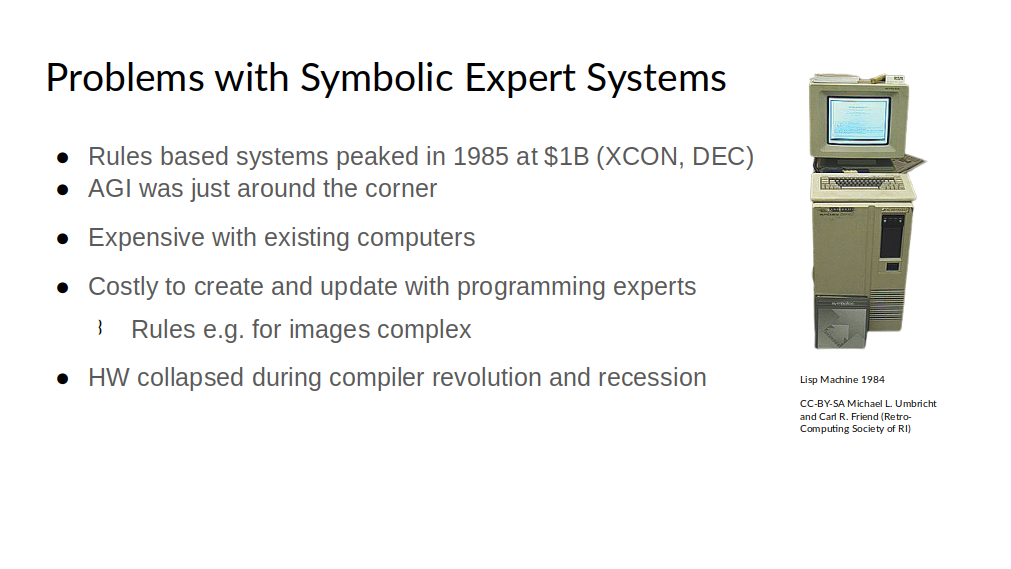 Problems with Symbolic Expert Systems
● Rules based systems peaked in 1985 at $1B (XCON, DEC)
● AGI was just around the corner
● Expensive with existing computers
● Costly to create and update with programming experts
Rules e.g. for images complex
● HW collapsed during compiler revolution and recession
Lisp Machine 1984
CC-BY-SA Michael L. Umbricht
and Carl R. Friend (Retro-
Computing Society of RI)